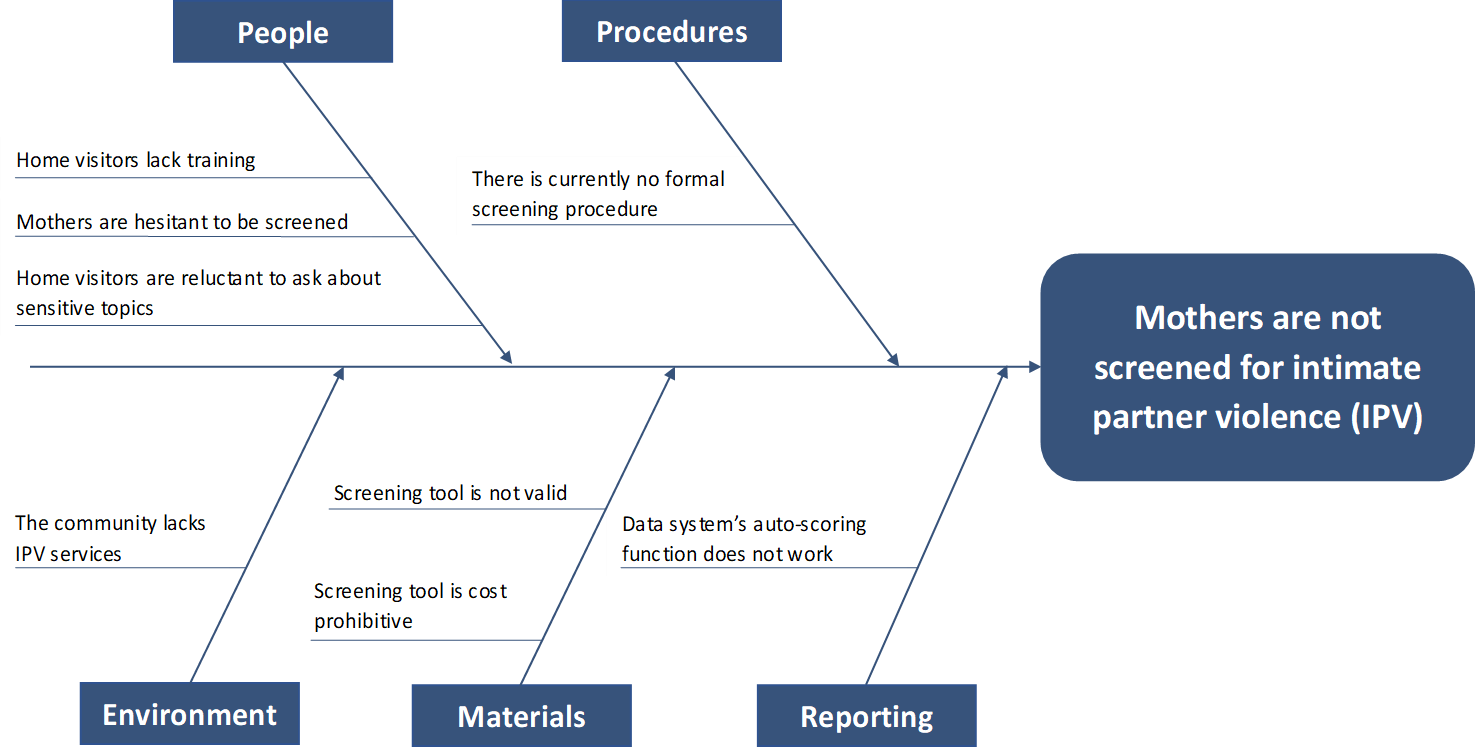 People
Procedures
Home visitors lack training
Mothers are hesitant to be screened
Home visitors are reluctant to ask about
sensitive topics
There is currently no formal
screening procedure
Mothers are not
screened for intimate
partner violence (IPV)
The community lacks
IPV services
Screening tool is not valid
Screening tool is cost
prohibitive
Data system’s auto-scoring
function does not work
Environment
Materials
Reporting